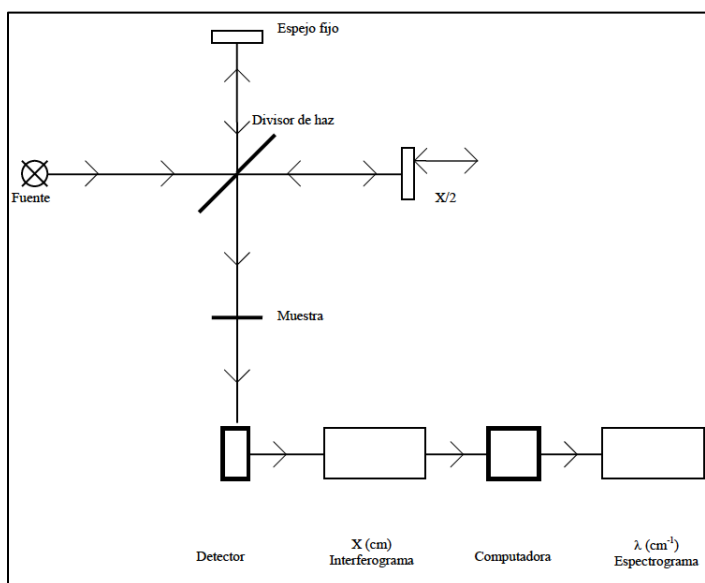 Espejo fijo
Divisor de haz
Fuente
X/2
Muestra
X (cm)
λ (cm⁻¹)
Detector
Interferograma
Computadora
Espectrograma